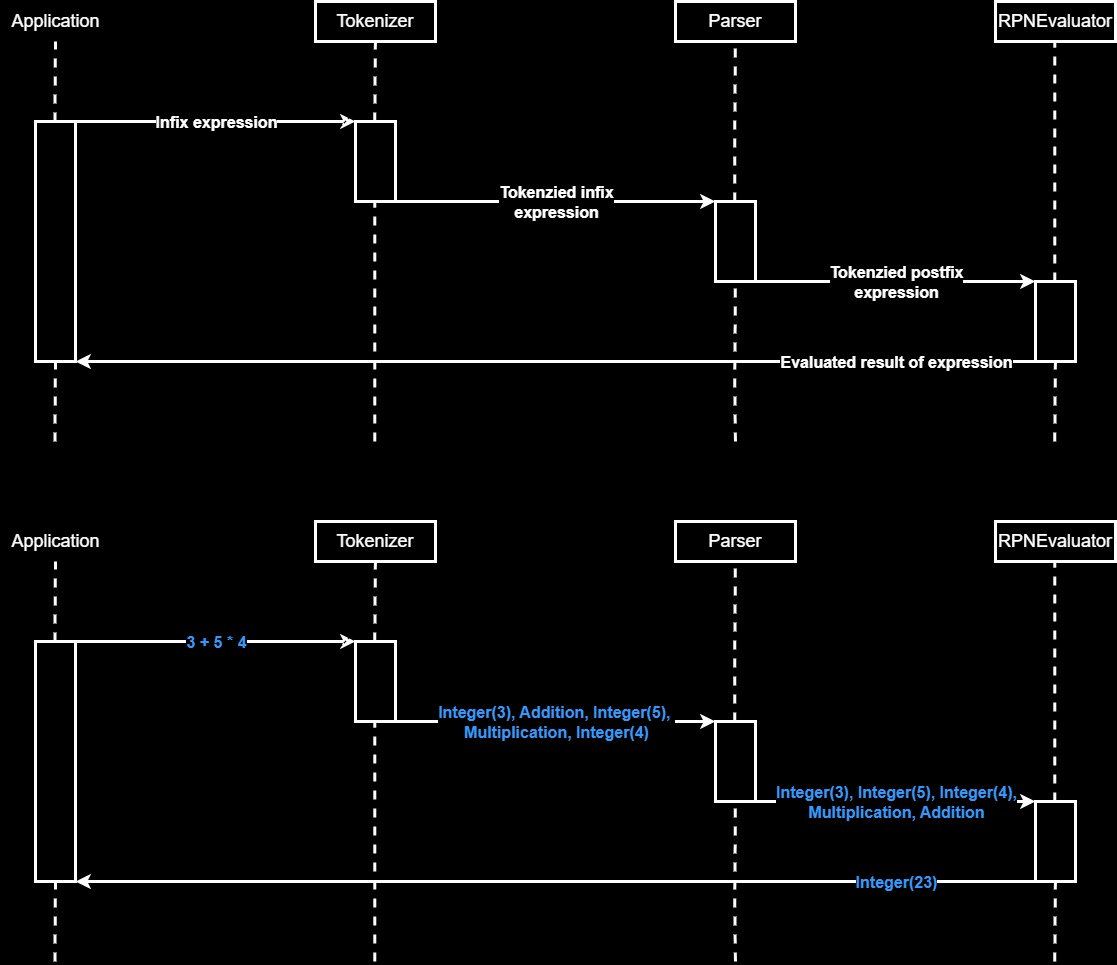 Application
Tokenizer
Parser
RPNEvaluator
Infix expression
Tokenzied infix
expression
Tokenzied postfix
expression
Evaluated result of expression
Application
Tokenizer
Parser
RPNEvaluator
3 + 5 * 4
Integer(3), Addition, Integer(5),
Multiplication, Integer(4)
Integer(3), Integer(5), Integer(4),
Multiplication, Addition
Integer(23)